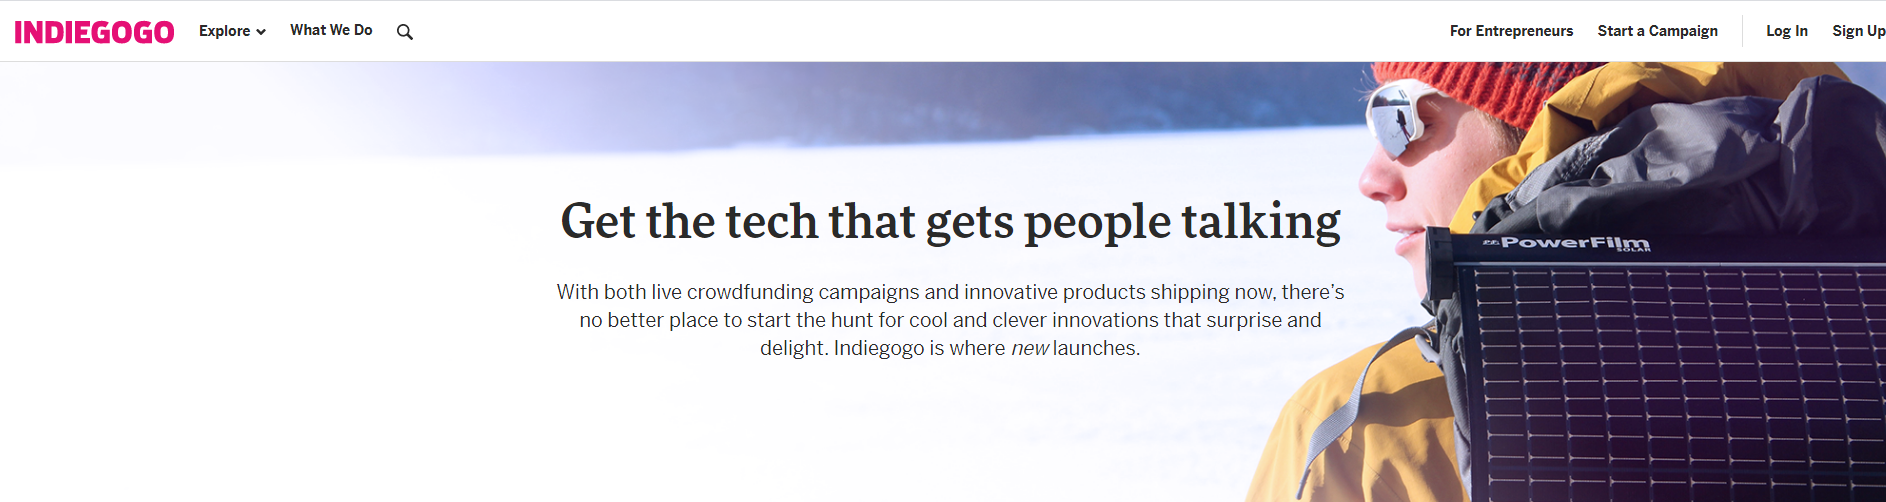 INDIEGOGO Explore What We Do For Entrepreneurs Start a Campaign Log In Sign Up
Get the tech that gets people talking
With both live crowdfunding campaigns and innovative products shipping now, there's
no better place to start the hunt for cool and clever innovations that surprise and
delight. Indiegogo is where new launches.
PowerFilm
SOLAR